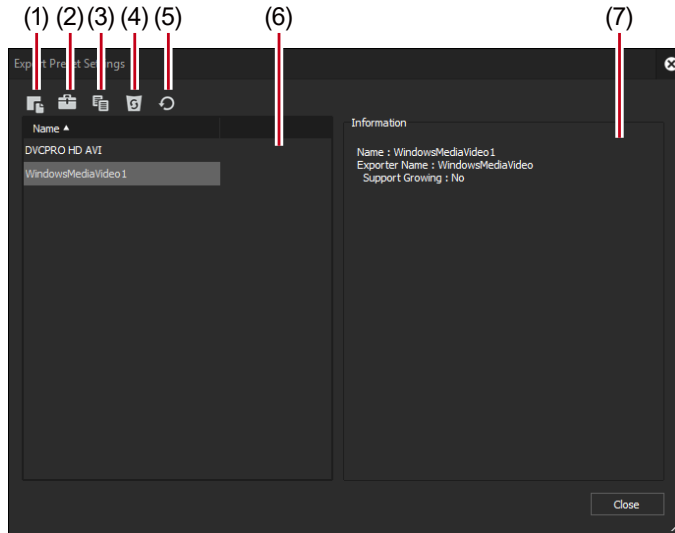 (1) (2) (3) (4) (5) (6) (7)
Export Preset Settings
Name ▲
DVCPRO HD AVI
WindowsMediaVideo1
Information
Name : WindowsMediaVideo1
Exporter Name : WindowsMediaVideo
Support Growing : No
Close